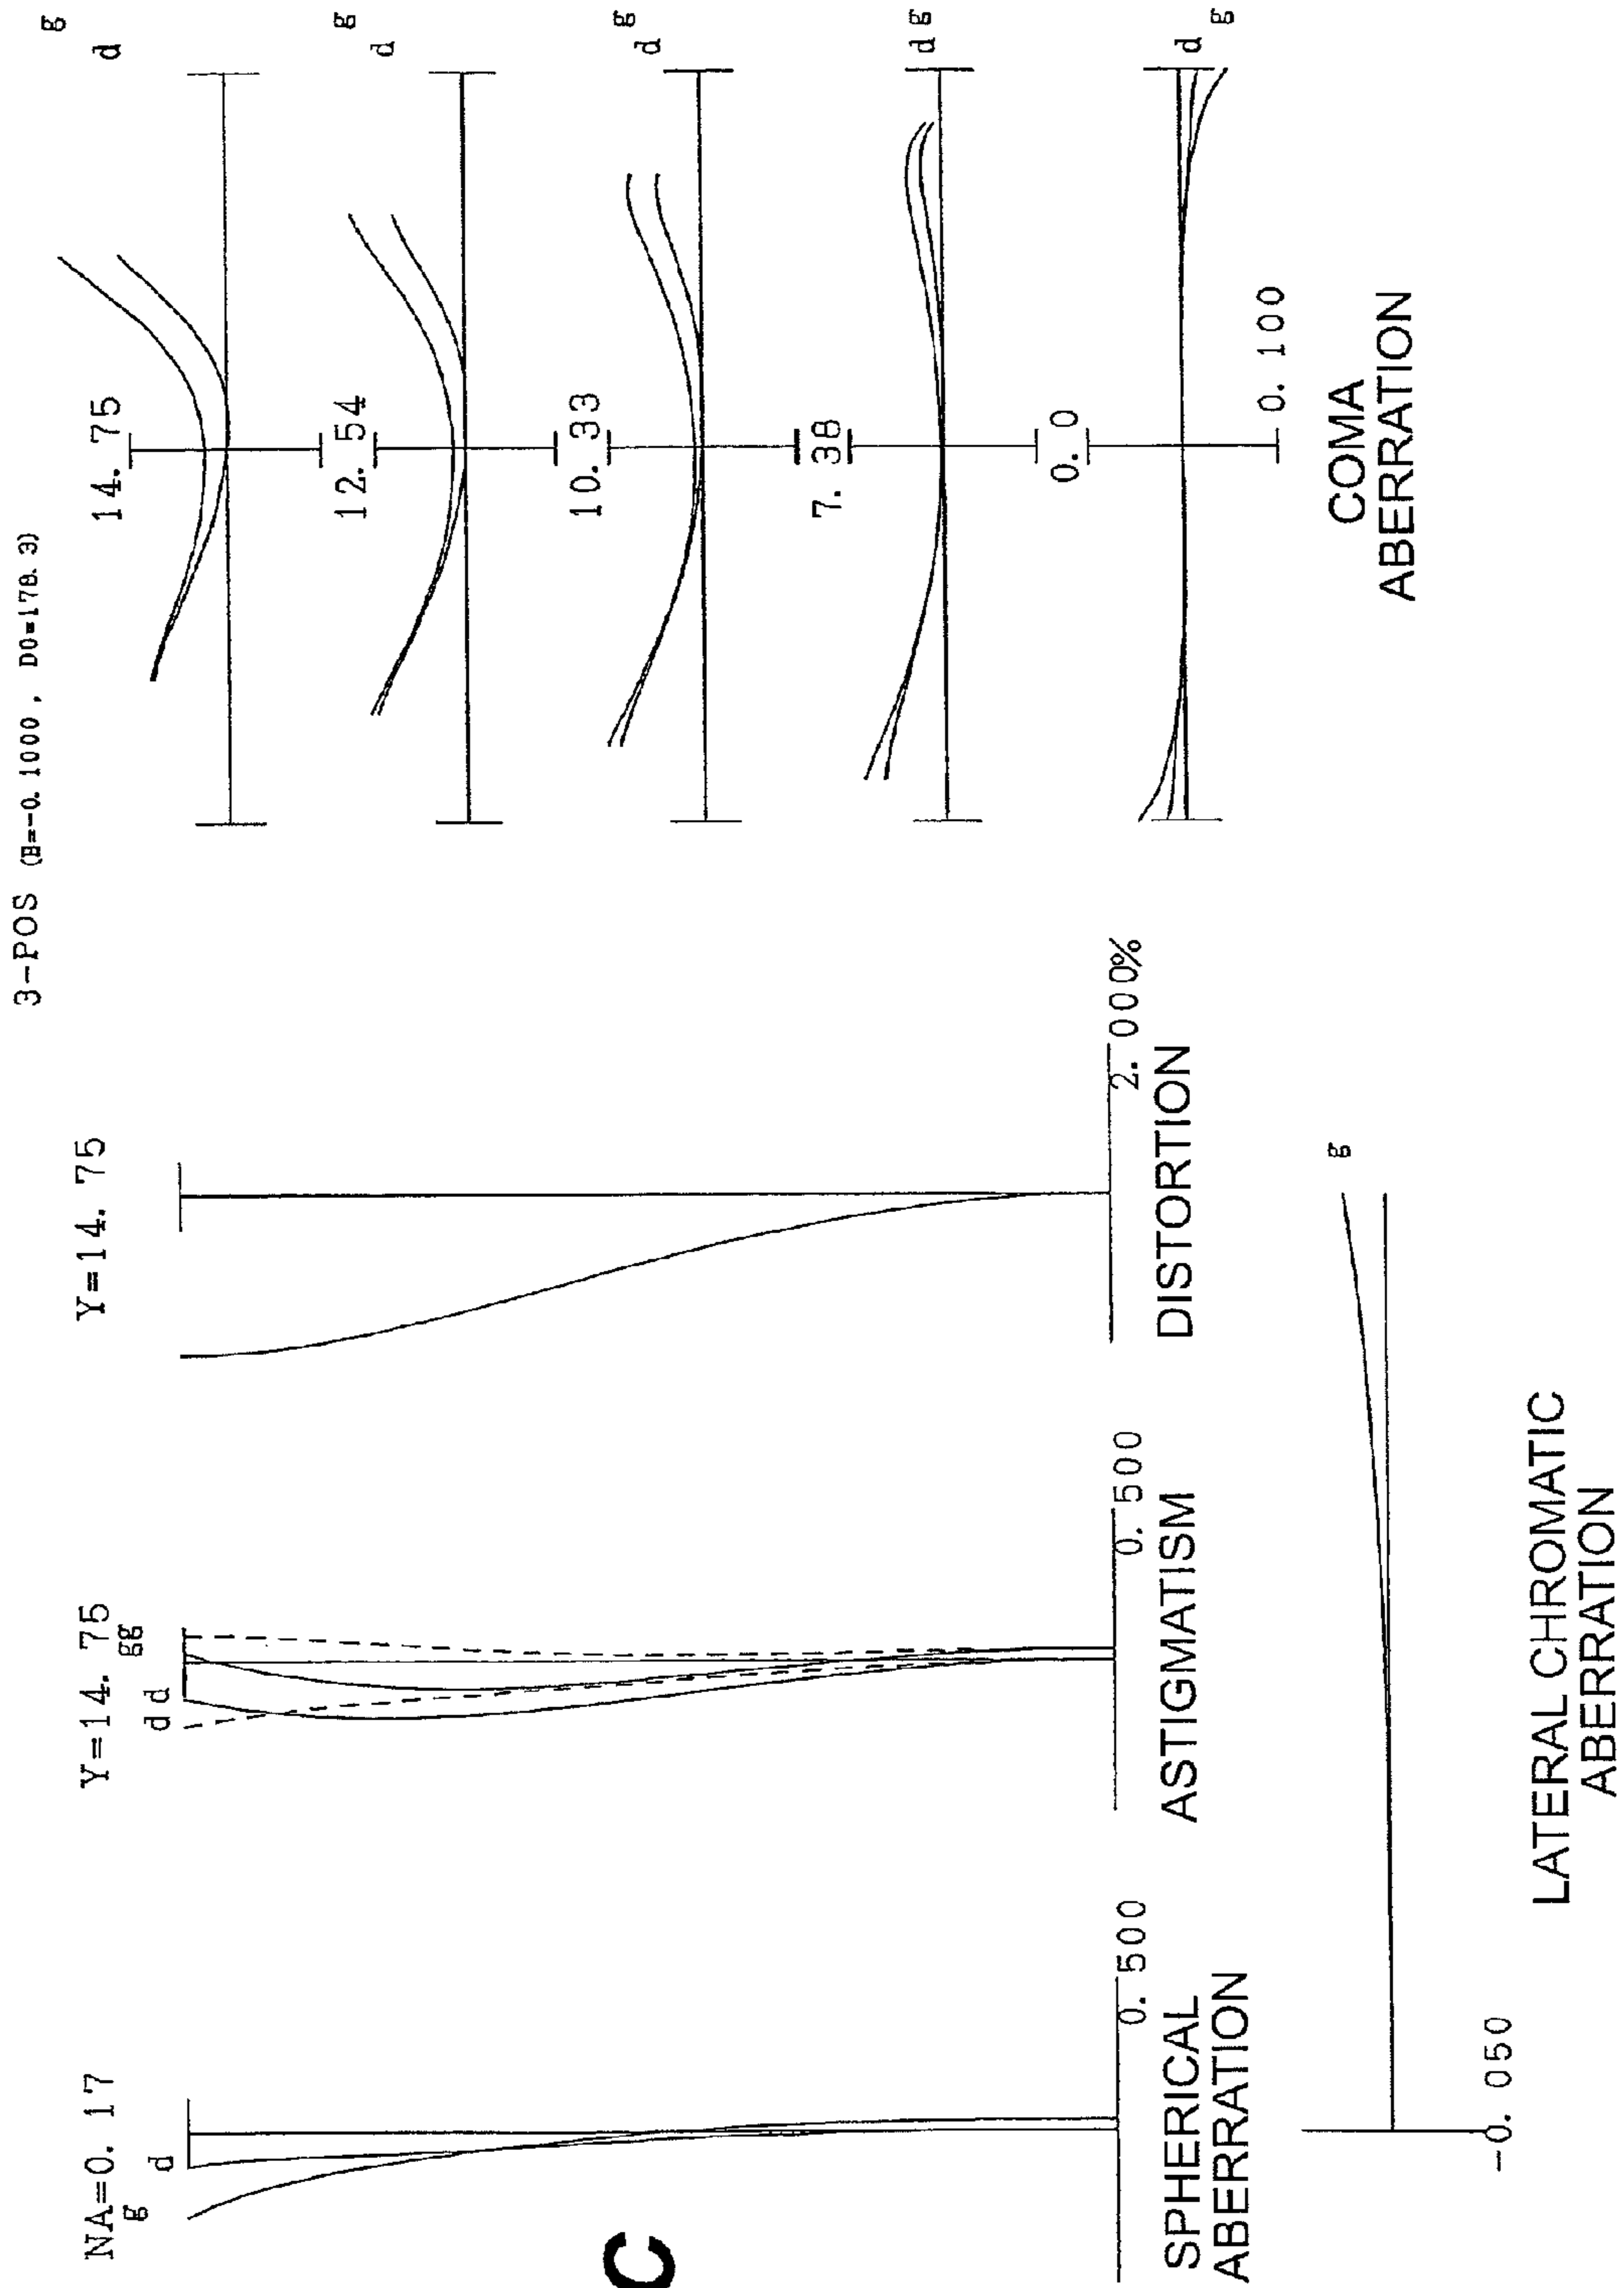 3-POS (B=-0.1000, D0=178.3)
C
NA=0.17
g
d
0.500
SPHERICAL
ABERRATION
Y=14.75
d d
gg
0.500
ASTIGMATISM
Y=14.75
2.000%
DISTORTION
14.75
d
g
12.54
d
g
10.33
d
g
7.38
d g
0.0
d
g
0.100
COMA
ABERRATION
g
-0.050
LATERAL CHROMATIC
ABERRATION